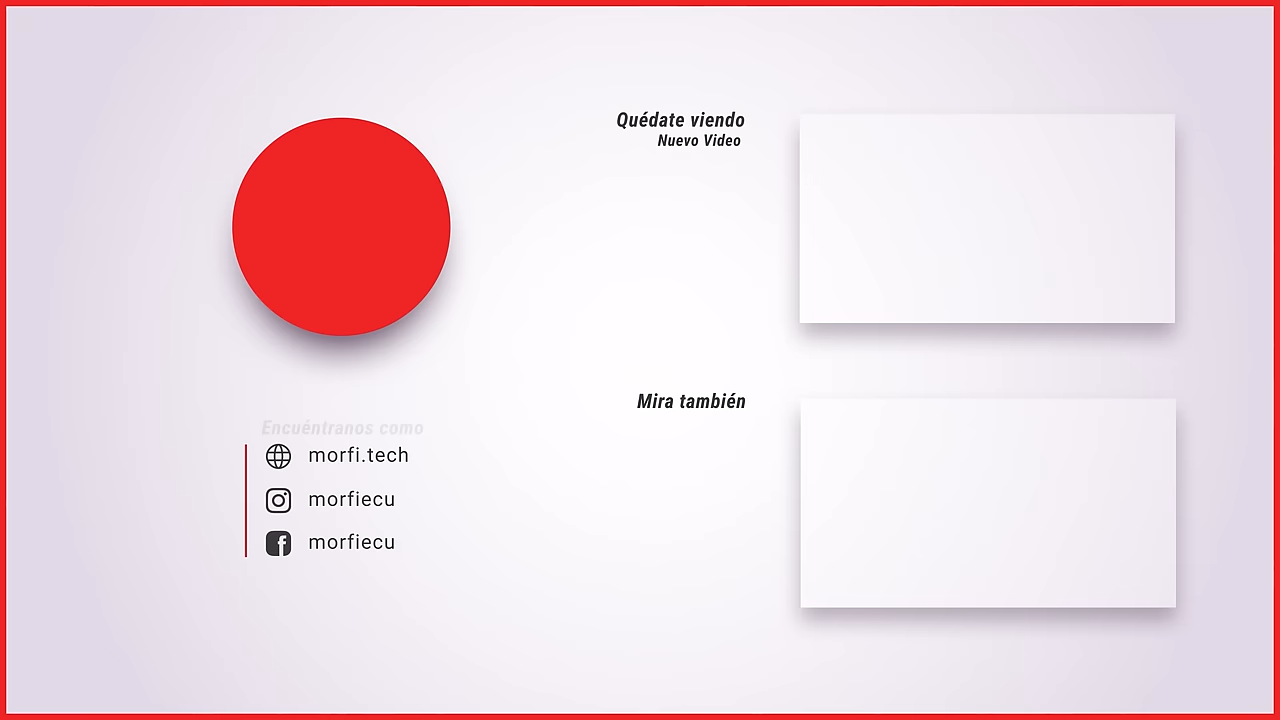 Quédate viendo
Nuevo Video
Mira también
Encuéntranos como
morfi.tech
morfiecu
morfiecu